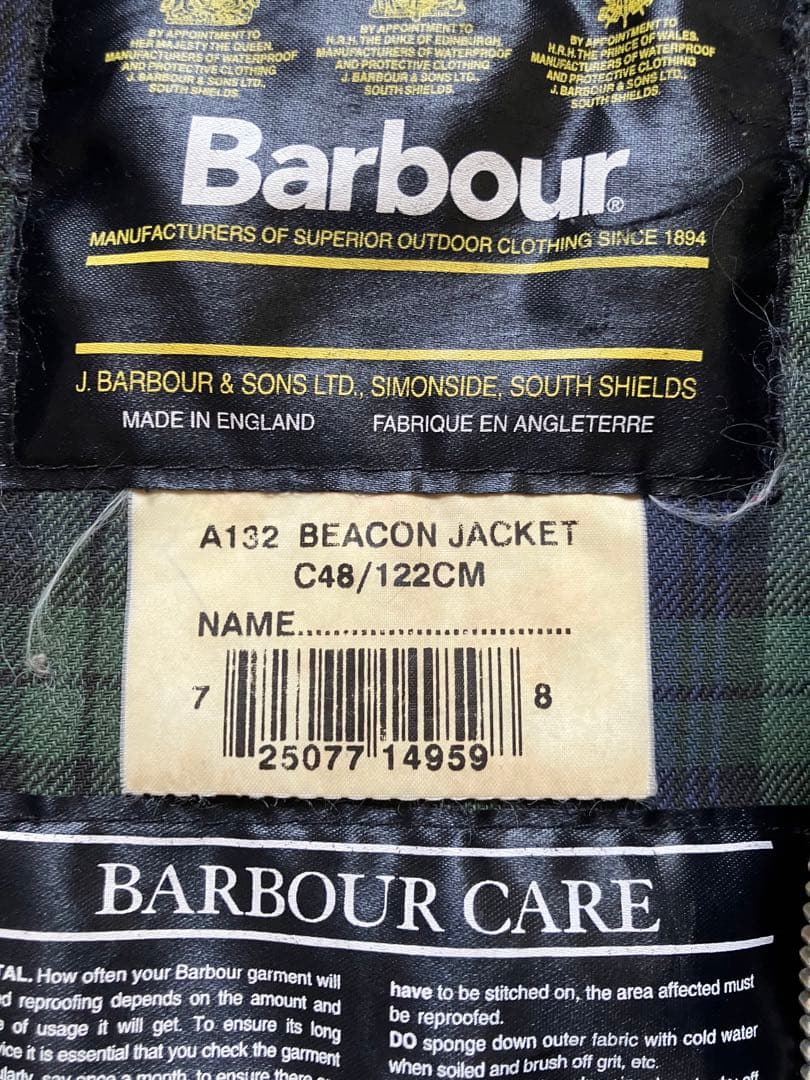 BY APPOINTMENT TO
HER MAJESTY THE QUEEN
MANUFACTURERS OF WATERPROOF
AND PROTECTIVE CLOTHING
J. BARBOUR & SONS LTD.,
SOUTH SHIELDS
BY APPOINTMENT TO
H.R.H. THE DUKE OF EDINBURGH
MANUFACTURERS OF WATERPROOF
AND PROTECTIVE CLOTHING
J. BARBOUR & SONS LTD.,
SOUTH SHIELDS.
BY APPOINTMENT TO
H.R.H. THE PRINCE OF WALES.
MANUFACTURERS OF WATERPROOF
AND PROTECTIVE CLOTHING
J. BARBOUR & SONS LTD.,
SOUTH SHIELDS.
Barbour®
MANUFACTURERS OF SUPERIOR OUTDOOR CLOTHING SINCE 1894
J. BARBOUR & SONS LTD., SIMONSIDE, SOUTH SHIELDS
MADE IN ENGLAND FABRIQUE EN ANGLETERRE
A132 BEACON JACKET
C48/122CM
NAME..............................
7 25077 14959 8
BARBOUR CARE
TAL. How often your Barbour garment will
reproofing depends on the amount and
of usage it will get. To ensure its long
it is essential that you check the garment
say once a month, to ensure there
have to be stitched on, the area affected must
be reproofed.
DO sponge down outer fabric with cold water
when soiled and brush off grit, etc.